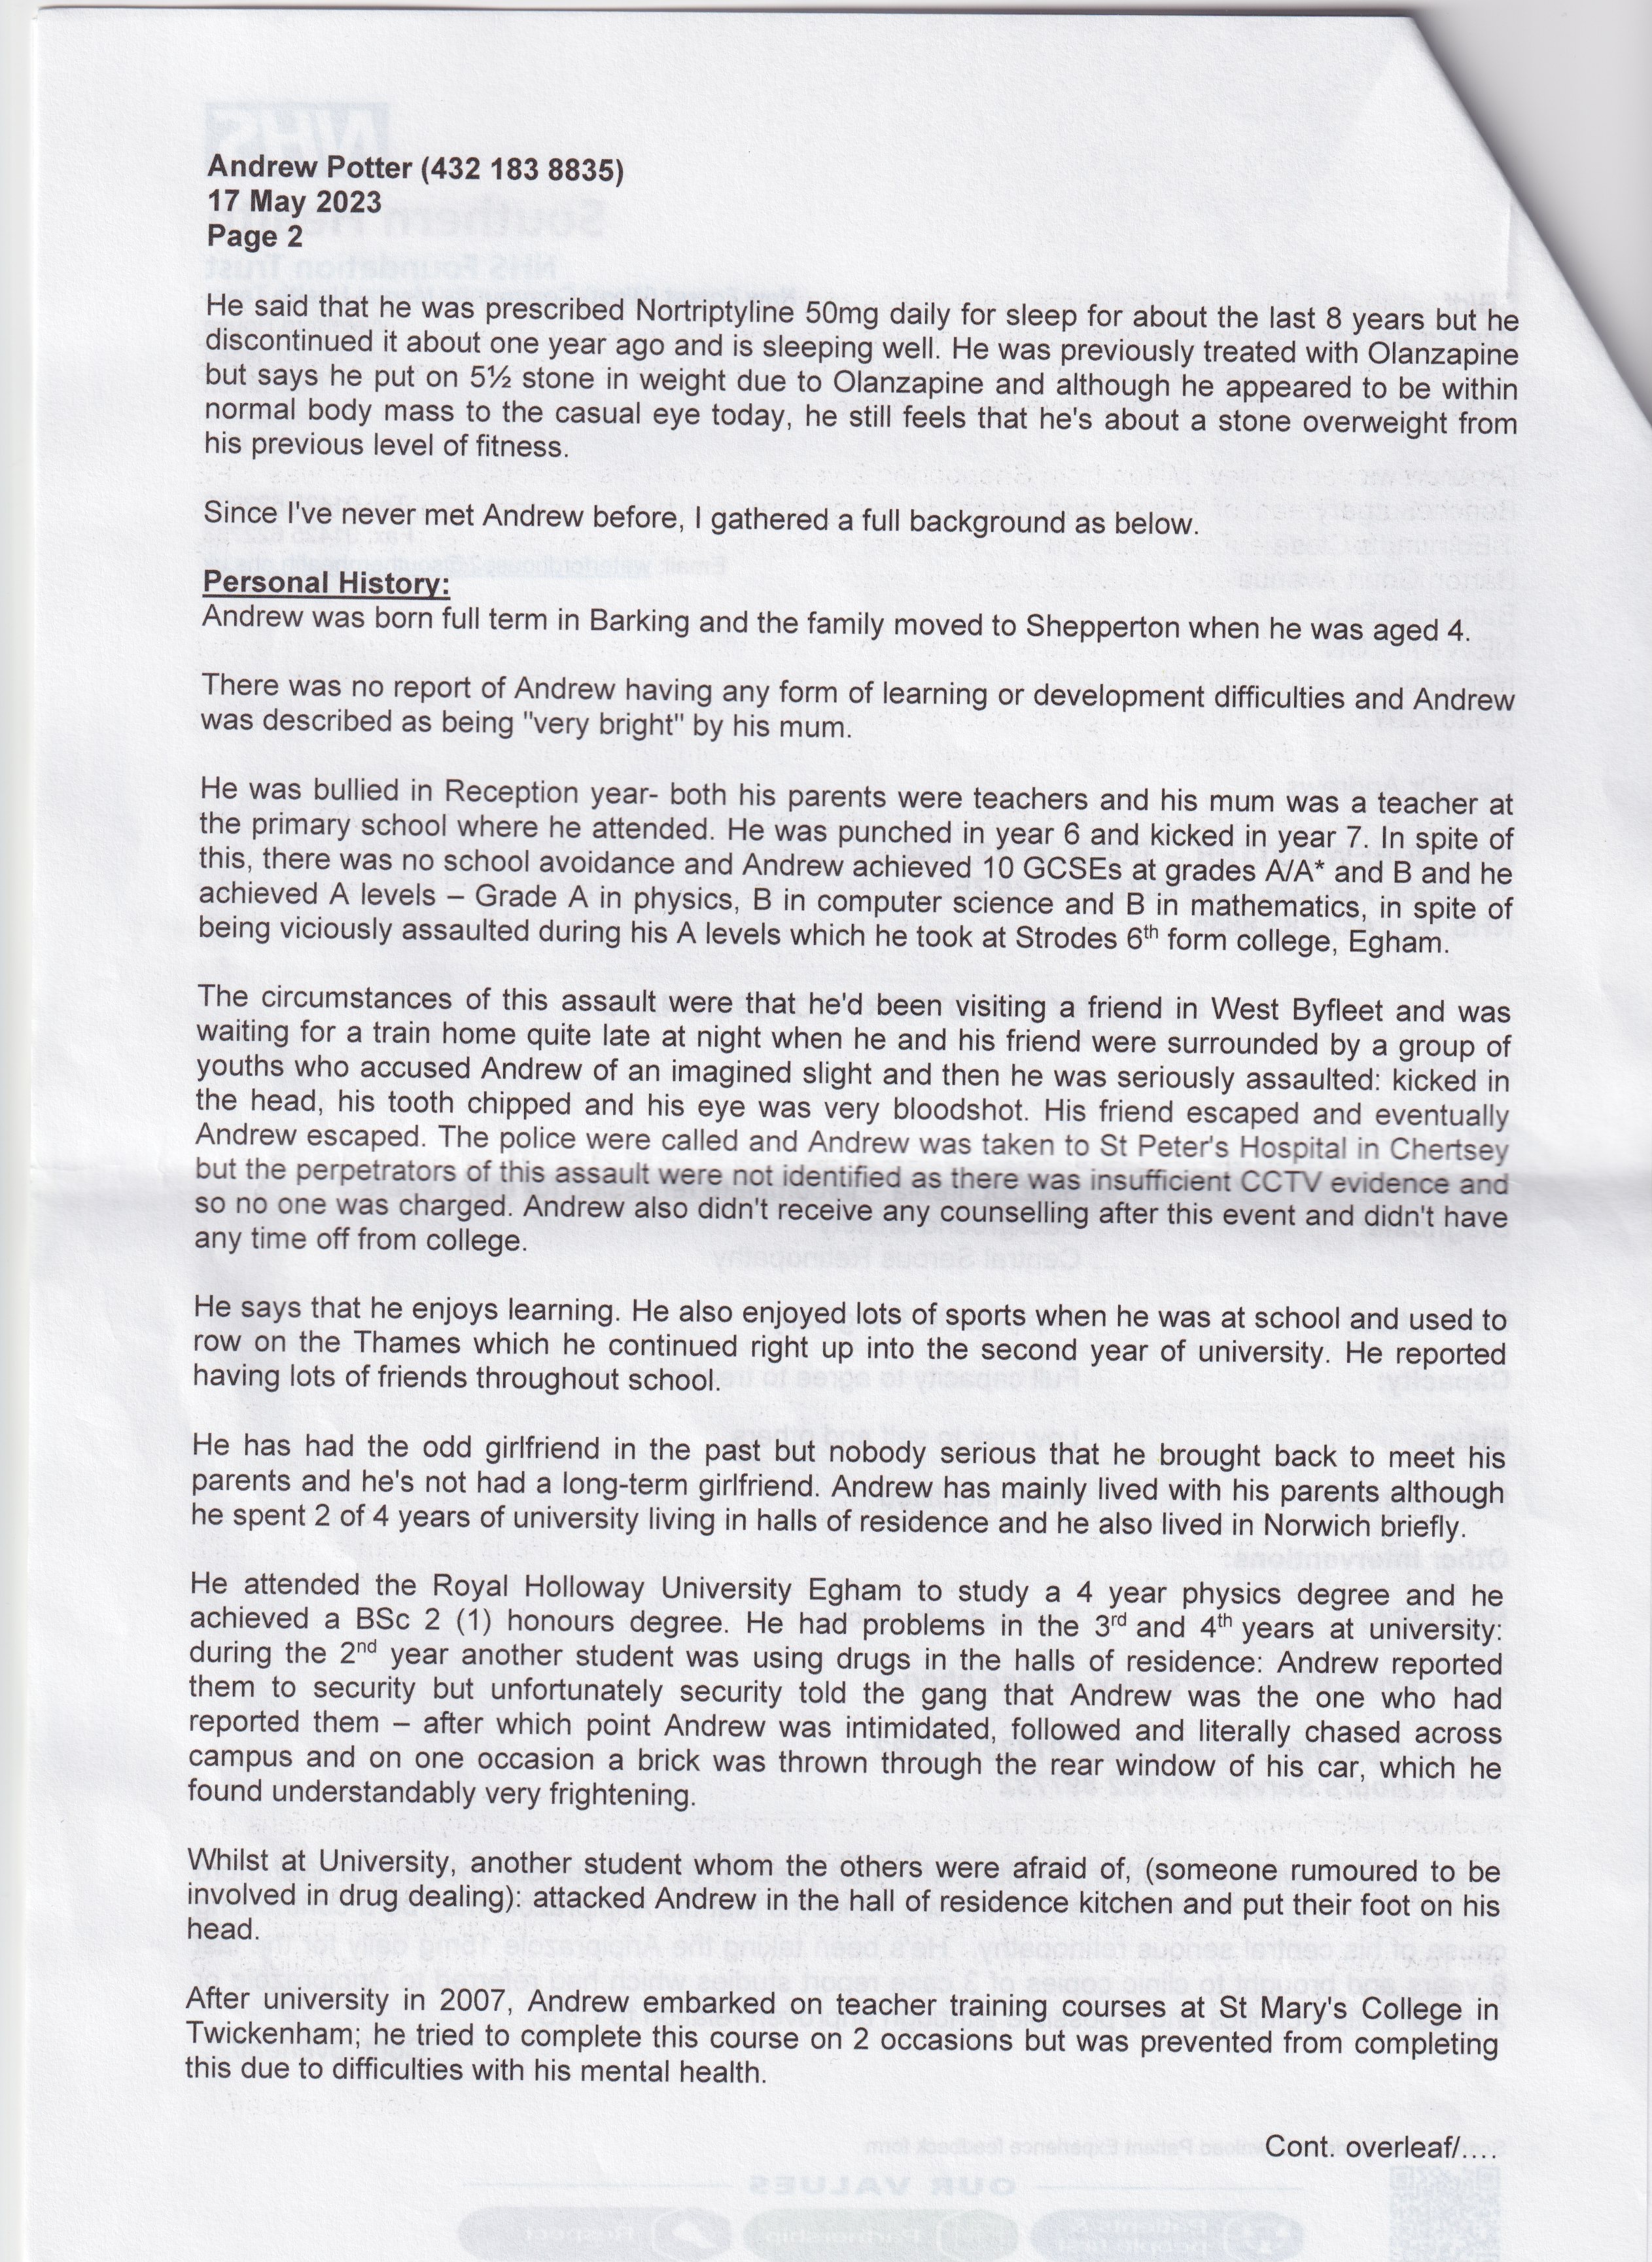 Andrew Potter (432 183 8835)
17 May 2023
Page 2
He said that he was prescribed Nortriptyline 50mg daily for sleep for about the last 8 years but he
discontinued it about one year ago and is sleeping well. He was previously treated with Olanzapine
but says he put on 5½ stone in weight due to Olanzapine and although he appeared to be within
normal body mass to the casual eye today, he still feels that he's about a stone overweight from
his previous level of fitness.
Since I've never met Andrew before, I gathered a full background as below.
Personal History:
Andrew was born full term in Barking and the family moved to Shepperton when he was aged 4.
There was no report of Andrew having any form of learning or development difficulties and Andrew
was described as being "very bright" by his mum.
He was bullied in Reception year- both his parents were teachers and his mum was a teacher at
the primary school where he attended. He was punched in year 6 and kicked in year 7. In spite of
this, there was no school avoidance and Andrew achieved 10 GCSEs at grades A/A* and B and he
achieved A levels – Grade A in physics, B in computer science and B in mathematics, in spite of
being viciously assaulted during his A levels which he took at Strodes 6th form college, Egham.
The circumstances of this assault were that he'd been visiting a friend in West Byfleet and was
waiting for a train home quite late at night when he and his friend were surrounded by a group of
youths who accused Andrew of an imagined slight and then he was seriously assaulted: kicked in
the head, his tooth chipped and his eye was very bloodshot. His friend escaped and eventually
Andrew escaped. The police were called and Andrew was taken to St Peter's Hospital in Chertsey
but the perpetrators of this assault were not identified as there was insufficient CCTV evidence and
so no one was charged. Andrew also didn't receive any counselling after this event and didn't have
any time off from college.
He says that he enjoys learning. He also enjoyed lots of sports when he was at school and used to
row on the Thames which he continued right up into the second year of university. He reported
having lots of friends throughout school.
He has had the odd girlfriend in the past but nobody serious that he brought back to meet his
parents and he's not had a long-term girlfriend. Andrew has mainly lived with his parents although
he spent 2 of 4 years of university living in halls of residence and he also lived in Norwich briefly.
He attended the Royal Holloway University Egham to study a 4 year physics degree and he
achieved a BSc 2 (1) honours degree. He had problems in the 3rd and 4th years at university:
during the 2nd year another student was using drugs in the halls of residence: Andrew reported
them to security but unfortunately security told the gang that Andrew was the one who had
reported them – after which point Andrew was intimidated, followed and literally chased across
campus and on one occasion a brick was thrown through the rear window of his car, which he
found understandably very frightening.
Whilst at University, another student whom the others were afraid of, (someone rumoured to be
involved in drug dealing): attacked Andrew in the hall of residence kitchen and put their foot on his
head.
After university in 2007, Andrew embarked on teacher training courses at St Mary's College in
Twickenham; he tried to complete this course on 2 occasions but was prevented from completing
this due to difficulties with his mental health.
Cont. overleaf/....